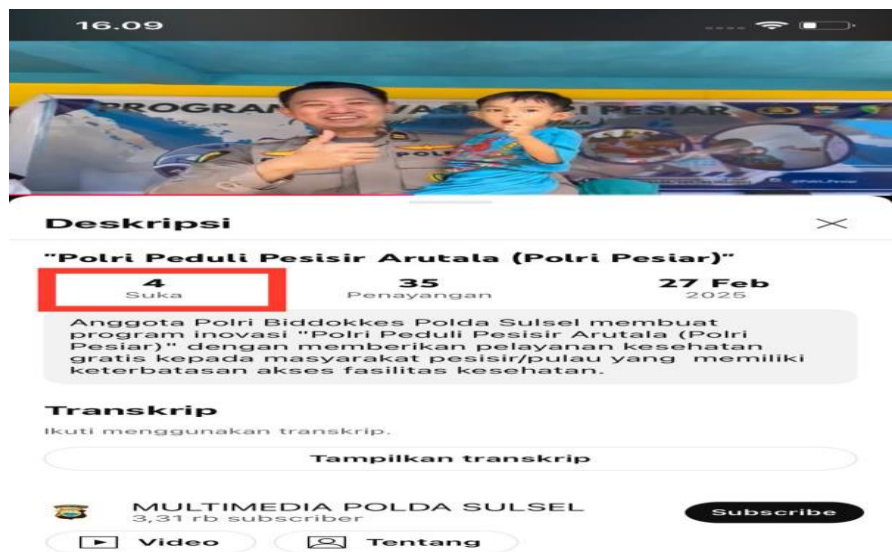 16.09
PROGRAM
Deskripsi
"Polri Peduli Pesisir Arutala (Polri Pesiar)"
4 35 27 Feb
Suka Penayangan 2025
Anggota Polri Biddokkes Polda Sulsel membuat
program inovasi "Polri Peduli Pesisir Arutala (Polri
Pesiar)" dengan memberikan pelayanan kesehatan
gratis kepada masyarakat pesisir/pulau yang memiliki
keterbatasan akses fasilitas kesehatan.
Transkrip
Ikuti menggunakan transkrip.
Tampilkan transkrip
MULTIMEDIA POLDA SULSEL
3,31 rb subscriber
Subscribe
Video Tentang